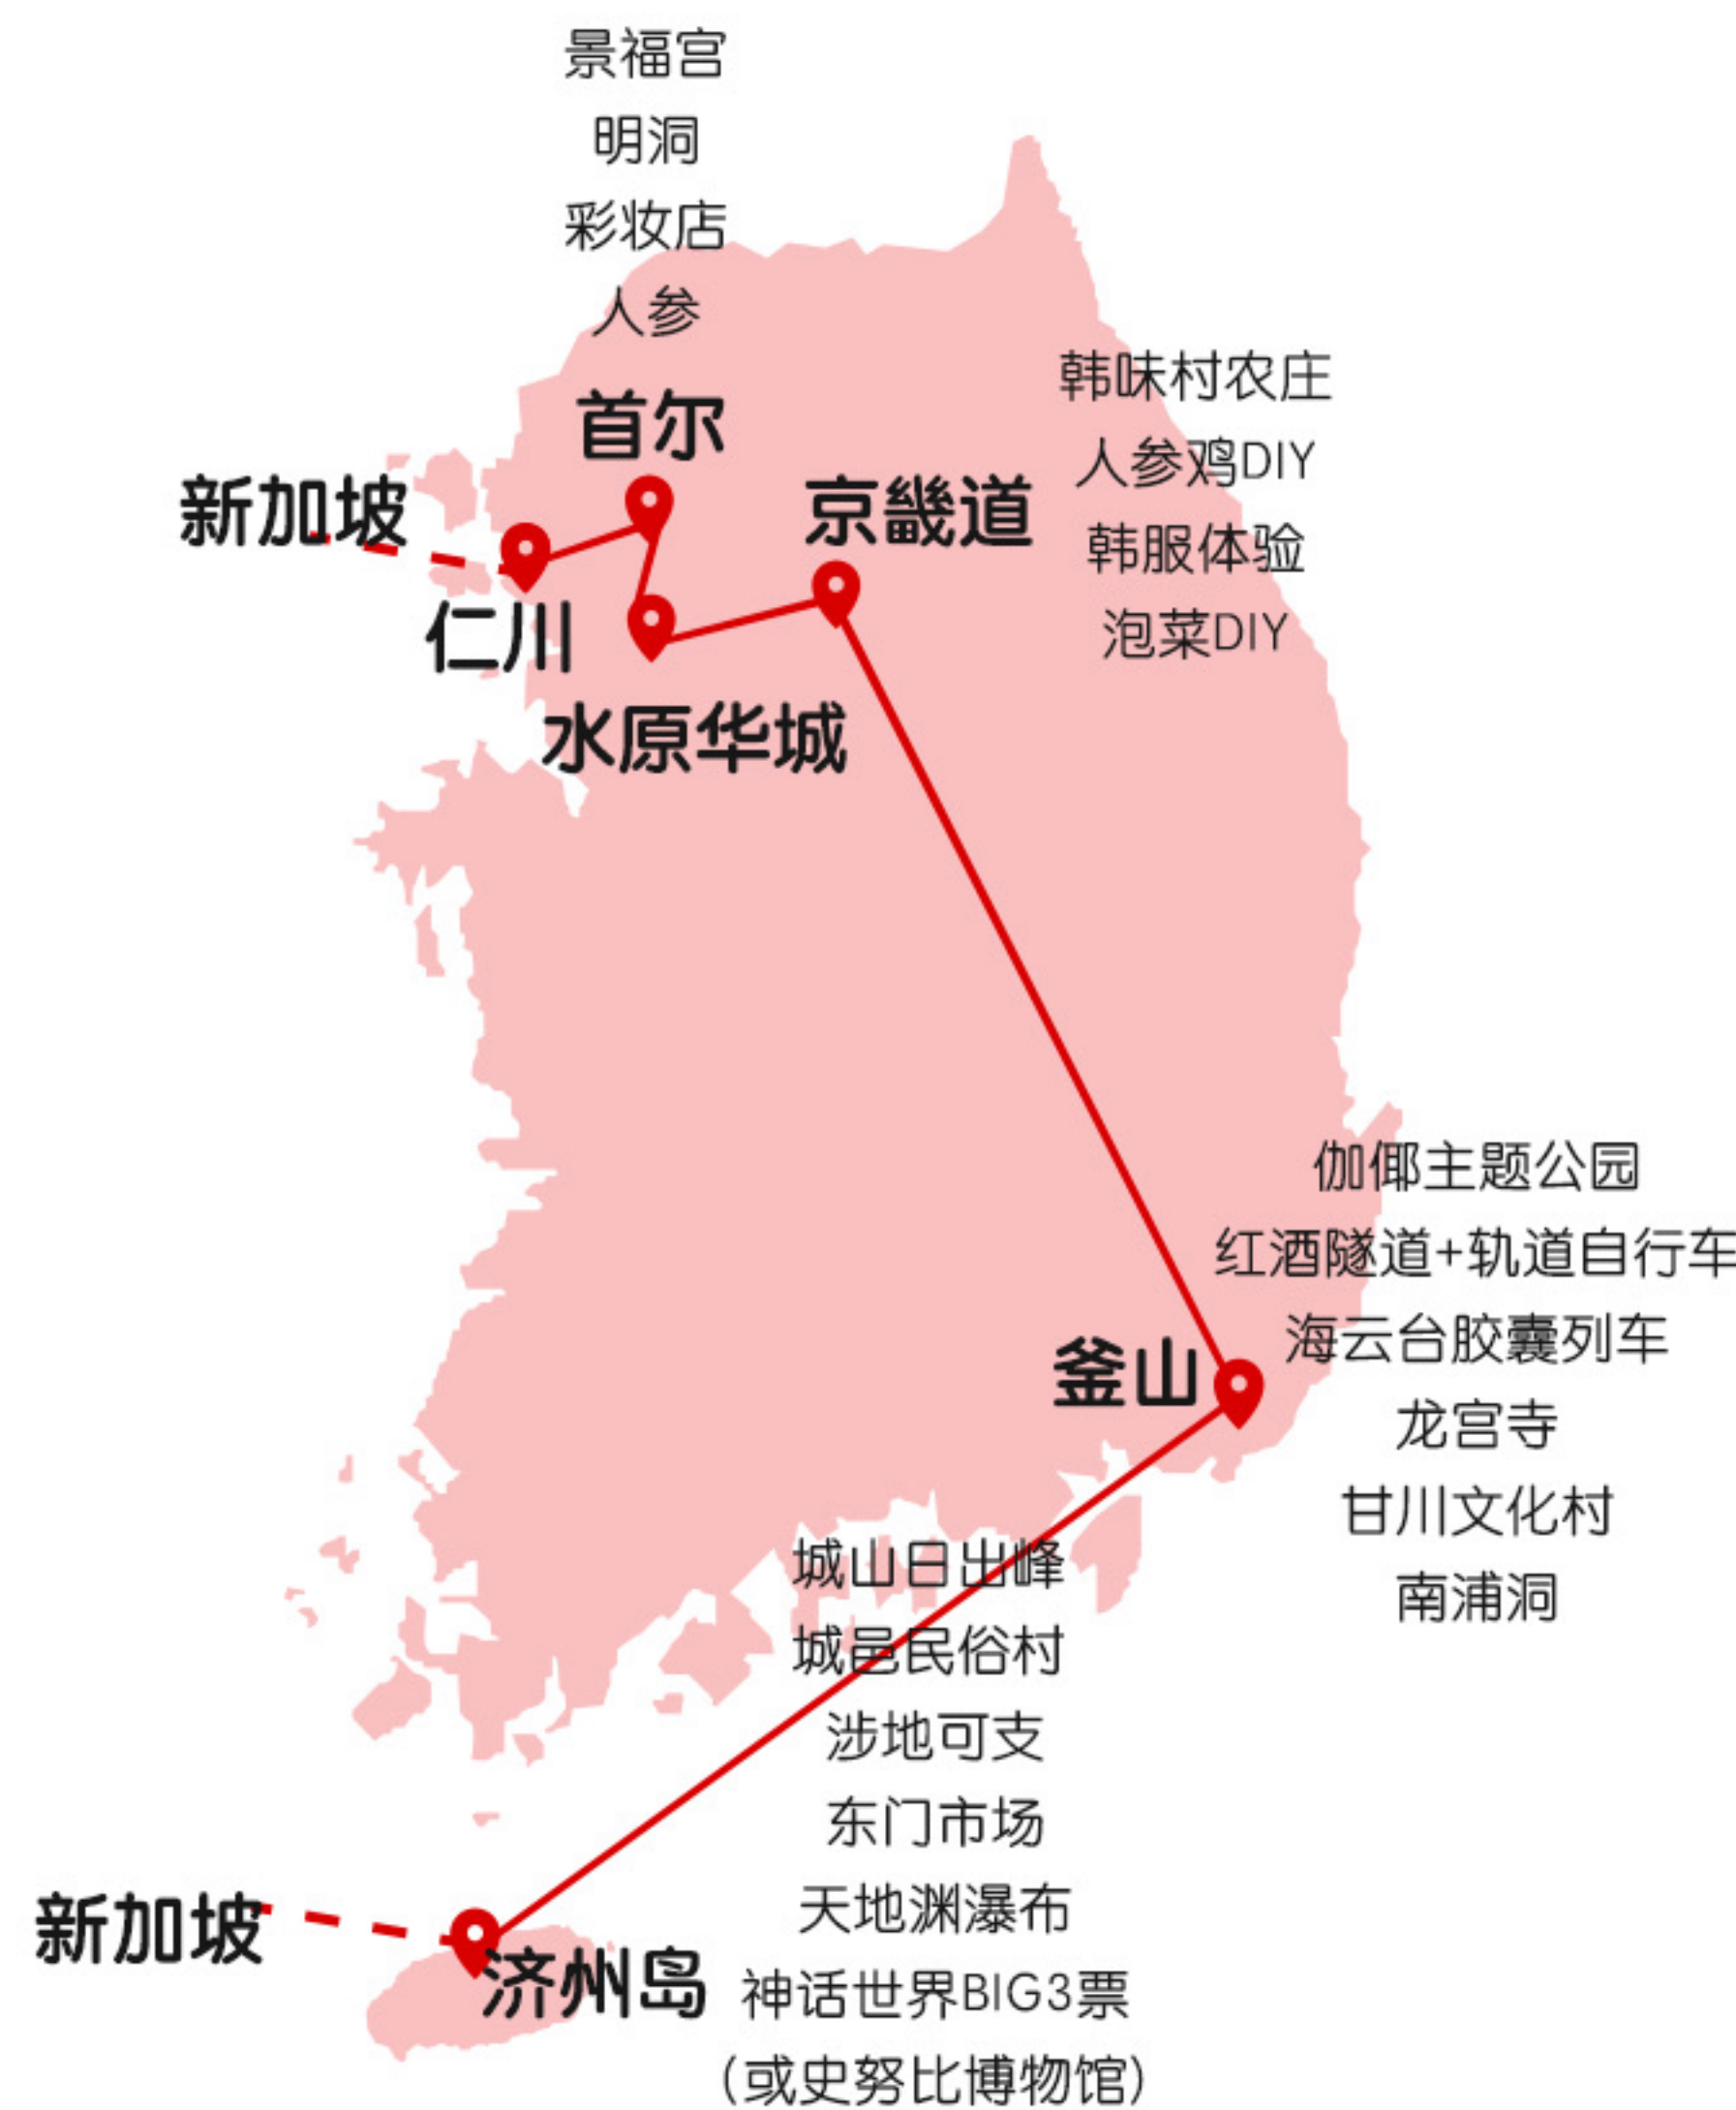 景福宫
明洞
彩妆店
人参
首尔
新加坡
仁川
水原华城
京畿道
韩味村农庄
人参鸡DIY
韩服体验
泡菜DIY
伽倻主题公园
红酒隧道+轨道自行车
海云台胶囊列车
龙宫寺
甘川文化村
南浦洞
釜山
城山日出峰
城邑民俗村
涉地可支
东门市场
天地渊瀑布
神话世界BIG3票
(或史努比博物馆)
新加坡
济州岛